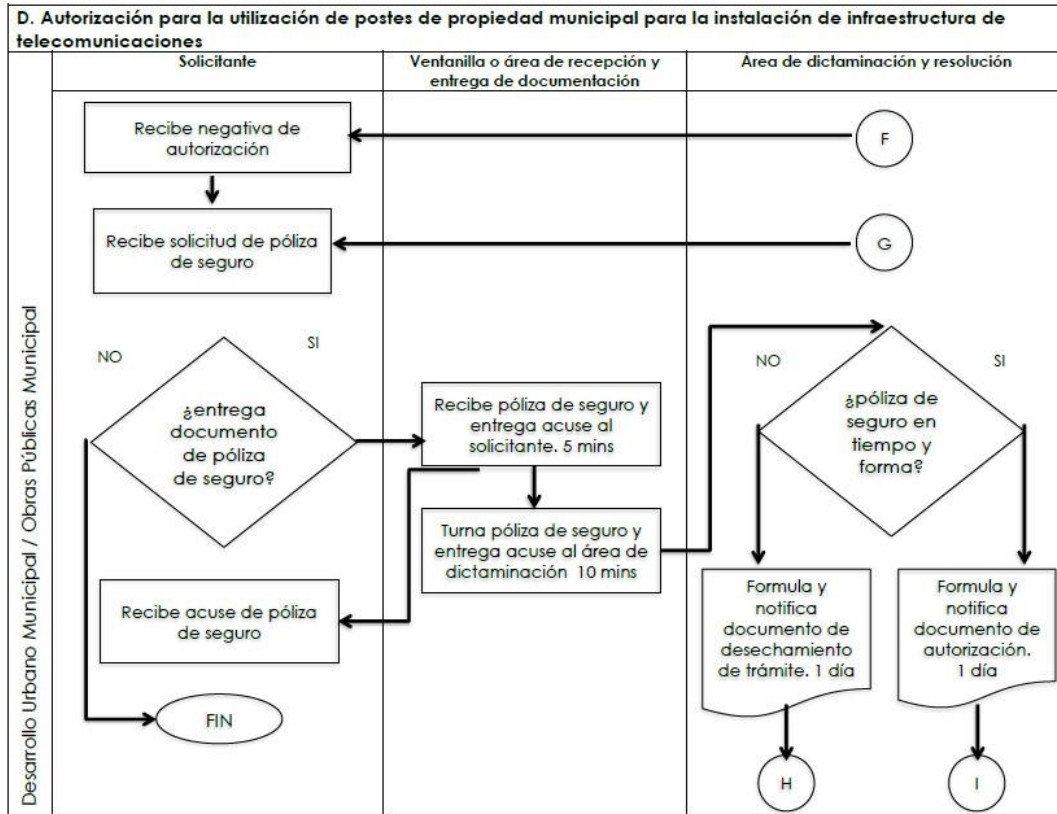 D. Autorización para la utilización de postes de propiedad municipal para la instalación de infraestructura de
telecomunicaciones
Solicitante
Ventanilla o área de recepción y
entrega de documentación
Área de dictaminación y resolución
Desarrollo Urbano Municipal / Obras Públicas Municipal
Recibe negativa de
autorización
F
Recibe solicitud de póliza
de seguro
G
NO
SI
¿entrega
documento
de póliza
de seguro?
Recibe póliza de seguro y
entrega acuse al
solicitante. 5 mins
NO
SI
¿póliza de
seguro en
tiempo y
forma?
Turna póliza de seguro y
entrega acuse al área de
dictaminación 10 mins
Recibe acuse de póliza
de seguro
Formula y
notifica
documento de
desechamiento
de trámite. 1 día
Formula y
notifica
documento de
autorización.
1 día
FIN
H
I